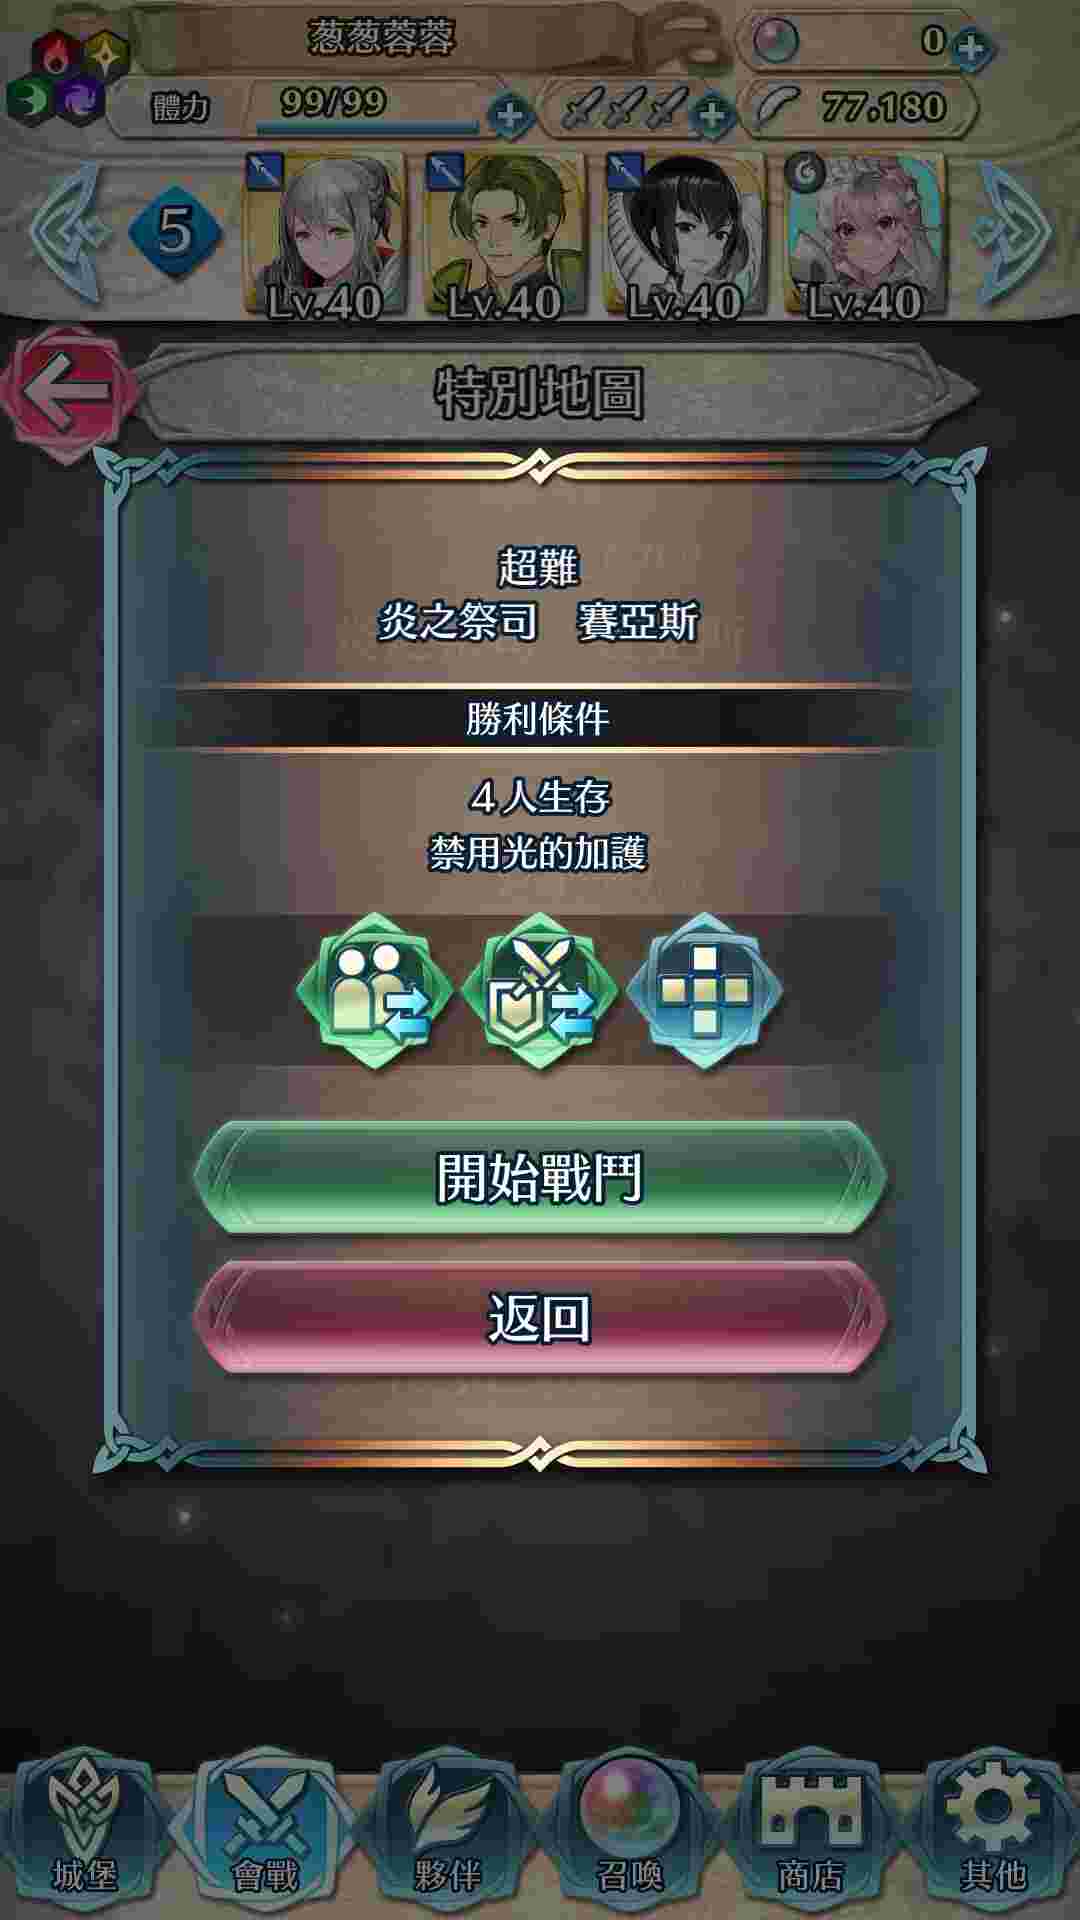 葱葱蓉蓉
0
體力
99/99
77,180
5
Lv.40
Lv.40
Lv.40
Lv.40
特別地圖
超難
炎之祭司　賽亞斯
勝利條件
4人生存
禁用光的加護
開始戰鬥
返回
城堡
會戰
夥伴
召喚
商店
其他